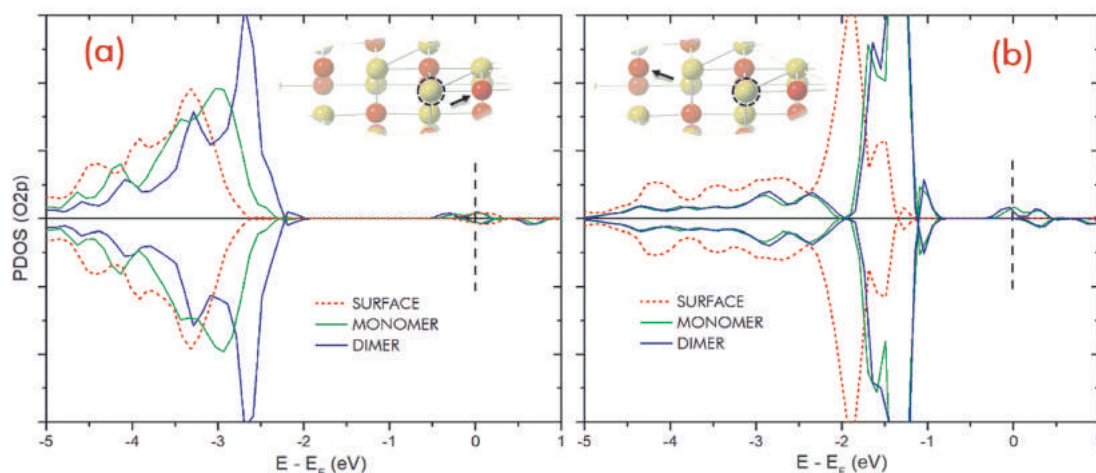 (a)
(b)
PDOS (O2p)
SURFACE
MONOMER
DIMER
SURFACE
MONOMER
DIMER
-5 -4 -3 -2 -1 0 1
-5 -4 -3 -2 -1 0 1
E - E_F (eV)
E - E_F (eV)